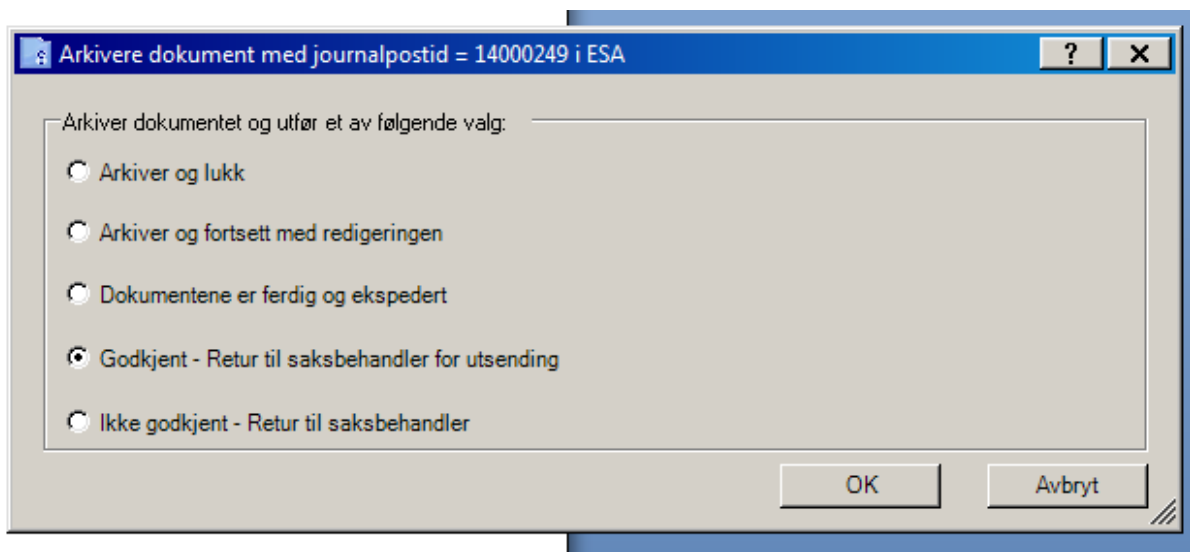 Arkivere dokument med journalpostid = 14000249 i ESA
Arkiver dokumentet og utfør et av følgende valg:
Arkiver og lukk
Arkiver og fortsett med redigeringen
Dokumentene er ferdig og ekspedert
Godkjent - Retur til saksbehandler for utsending
Ikke godkjent - Retur til saksbehandler
OK
Avbryt